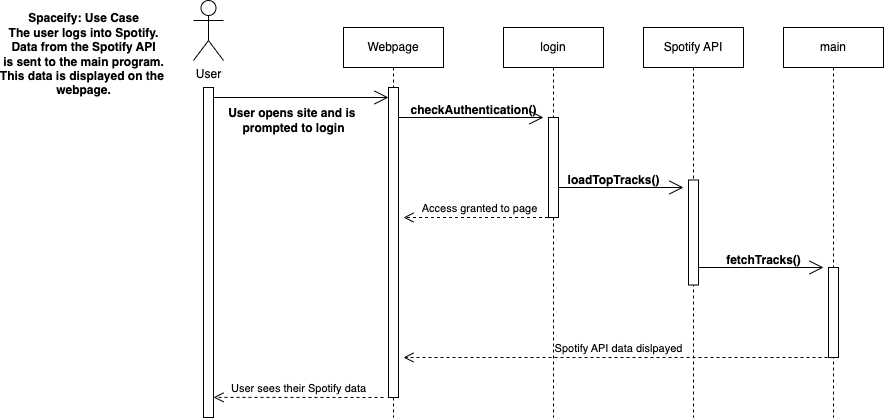 Spaceify: Use Case
The user logs into Spotify.
Data from the Spotify API
is sent to the main program.
This data is displayed on the
webpage.
User
Webpage
login
Spotify API
main
User opens site and is
prompted to login
checkAuthentication()
loadTopTracks()
Access granted to page
fetchTracks()
Spotify API data dislpayed
User sees their Spotify data